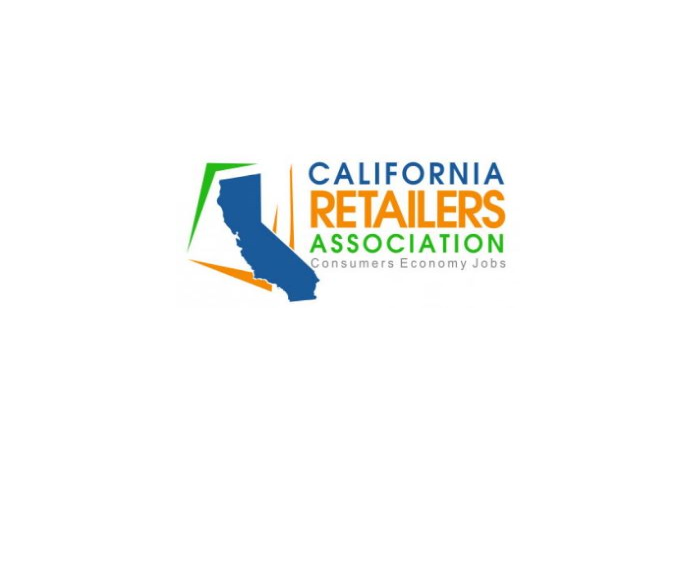 CALIFORNIA
RETAILERS
ASSOCIATION
Consumers Economy Jobs